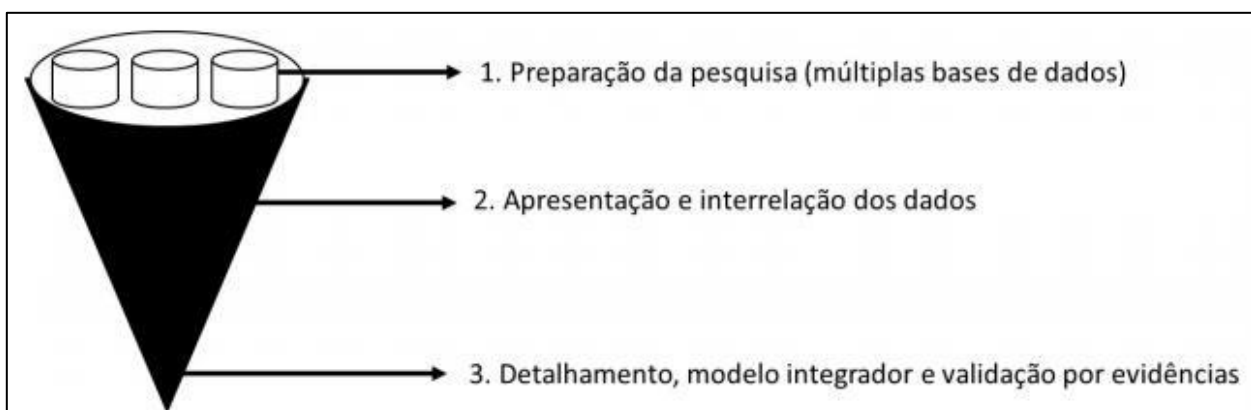 1. Preparação da pesquisa (múltiplas bases de dados)
2. Apresentação e interrelação dos dados
3. Detalhamento, modelo integrador e validação por evidências